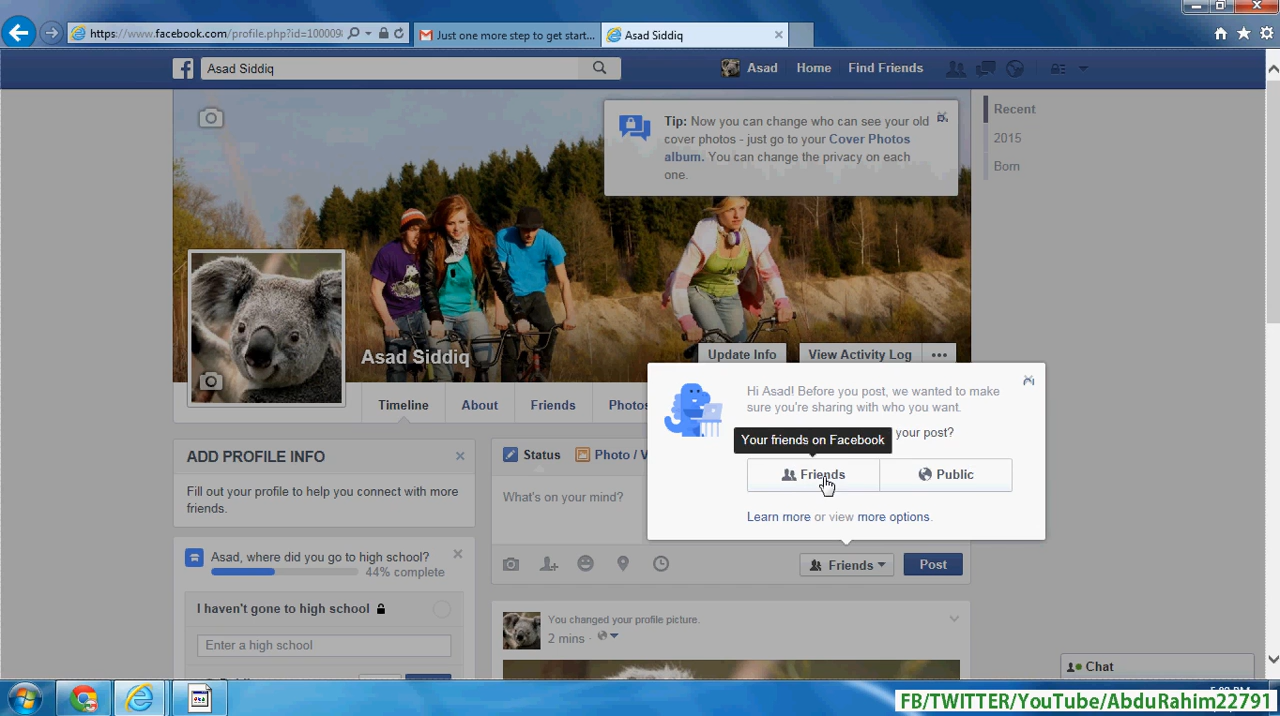 https://www.facebook.com/profile.php?id=100009
Just one more step to get start...
Asad Siddiq
Asad Siddiq
Asad
Home
Find Friends
Tip: Now you can change who can see your old
cover photos - just go to your Cover Photos
album. You can change the privacy on each
one.
Recent
2015
Born
Asad Siddiq
Update Info
View Activity Log
Timeline
About
Friends
Photos
Hi Asad! Before you post, we wanted to make
sure you're sharing with who you want.
Your friends on Facebook
your post?
Friends
Public
Learn more or view more options.
ADD PROFILE INFO
Fill out your profile to help you connect with more
friends.
Status
Photo / V
What's on your mind?
Friends
Post
Asad, where did you go to high school?
44% complete
I haven't gone to high school
Enter a high school
You changed your profile picture.
2 mins ·
Chat
FB/TWITTER/YouTube/AbduRahim22791